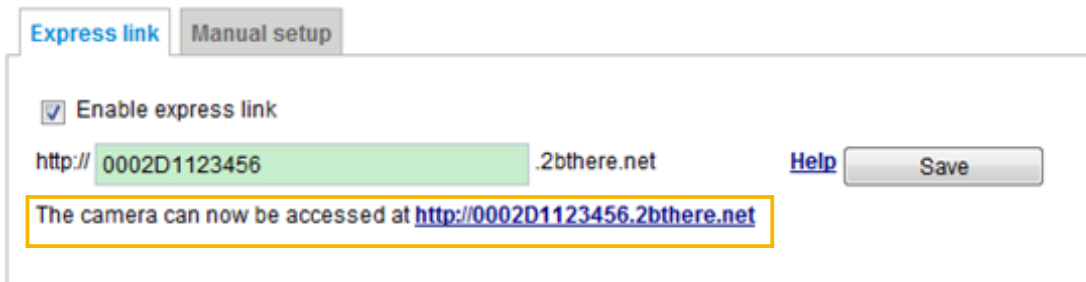 Express link Manual setup
Enable express link
http:// 0002D1123456 .2bthere.net Help Save
The camera can now be accessed at http://0002D1123456.2bthere.net